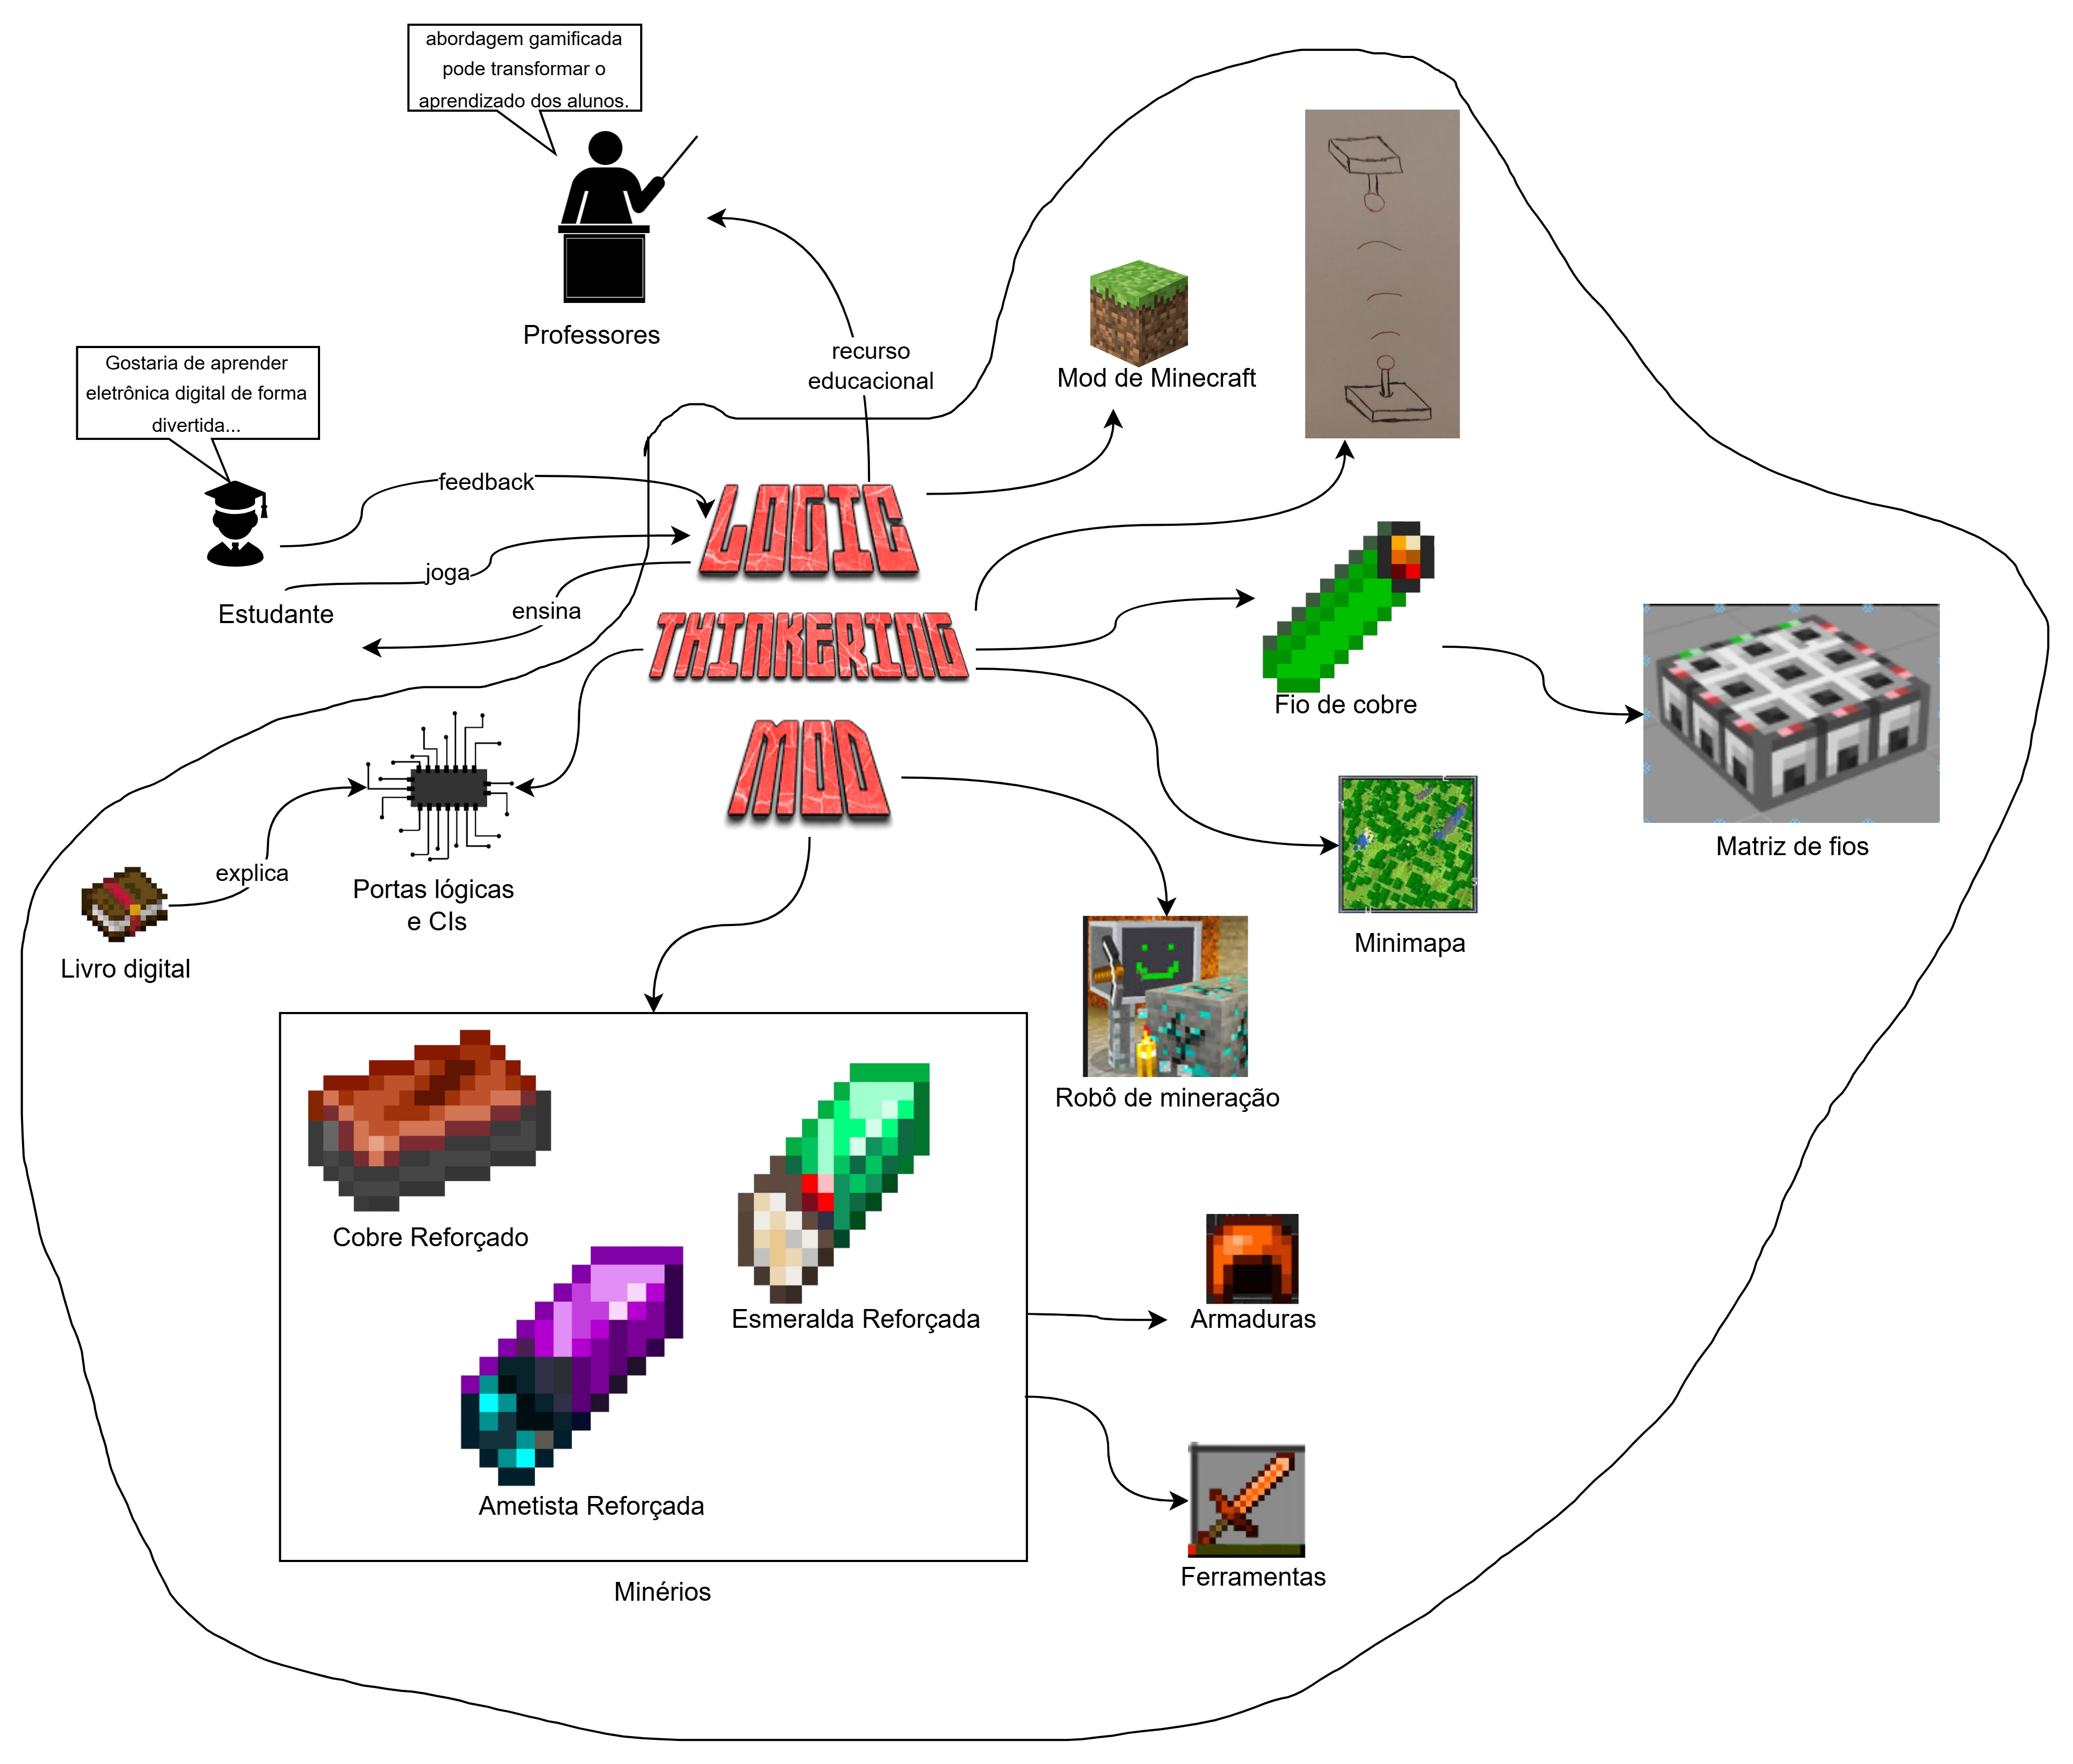 abordagem gamificada
pode transformar o
aprendizado dos alunos.
Professores
Gostaria de aprender
eletrônica digital de forma
divertida...
Estudante
feedback
joga
ensina
recurso
educacional
LOGIC
THINKERING
MOD
Mod de Minecraft
Fio de cobre
Matriz de fios
Minimapa
Robô de mineração
explica
Livro digital
Portas lógicas
e CIs
Cobre Reforçado
Esmeralda Reforçada
Ametista Reforçada
Minérios
Armaduras
Ferramentas